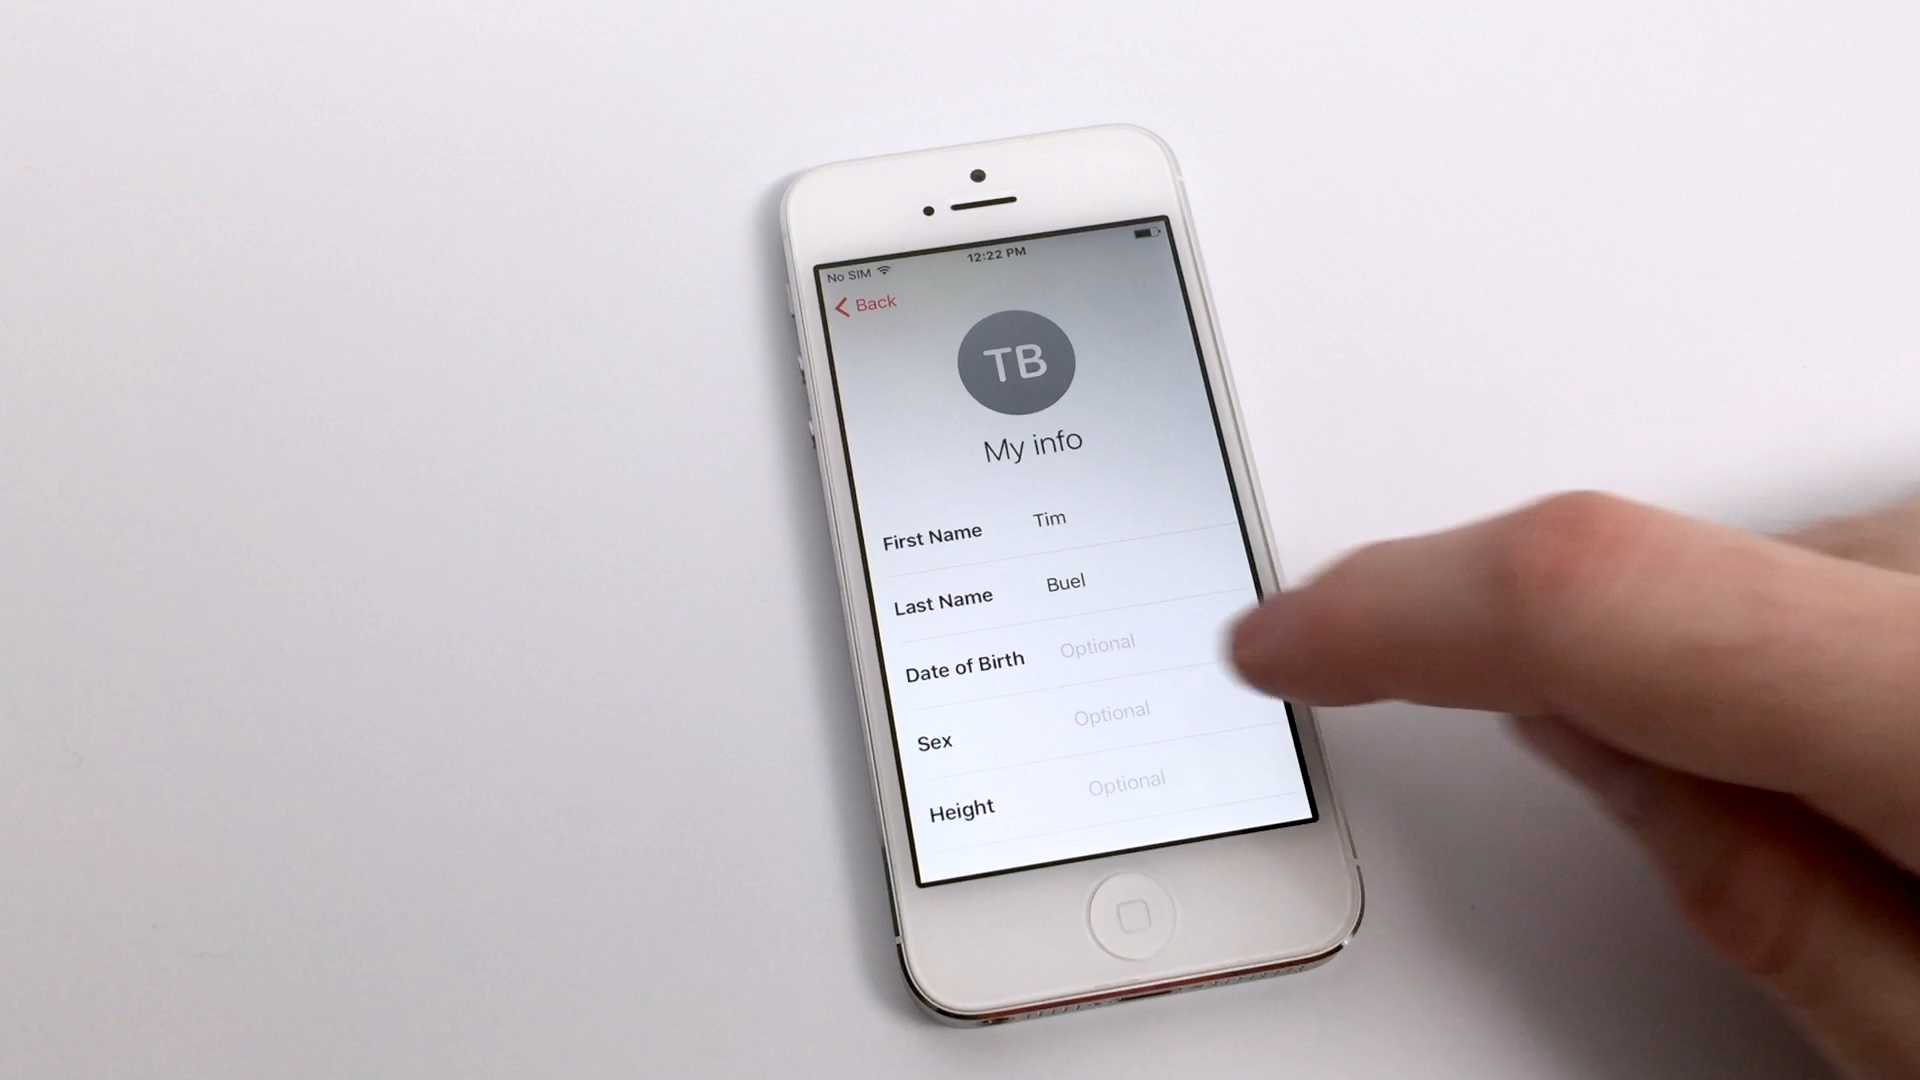 No SIM 12:22 PM
Back
TB
My info
First Name Tim
Last Name Buel
Date of Birth Optional
Sex Optional
Height Optional